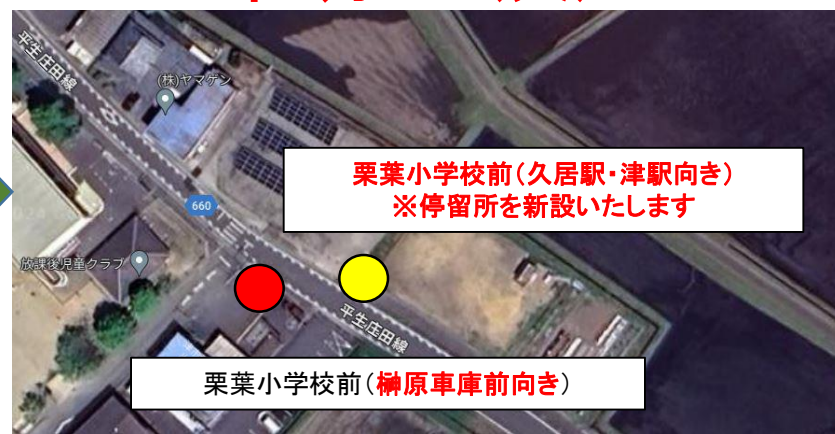 平生庄田線
(株)ヤマゲン
栗葉小学校前(久居駅・津駅向き)
※停留所を新設いたします
660
放課後児童クラブ
平生庄田線
栗葉小学校前(榊原車庫前向き)